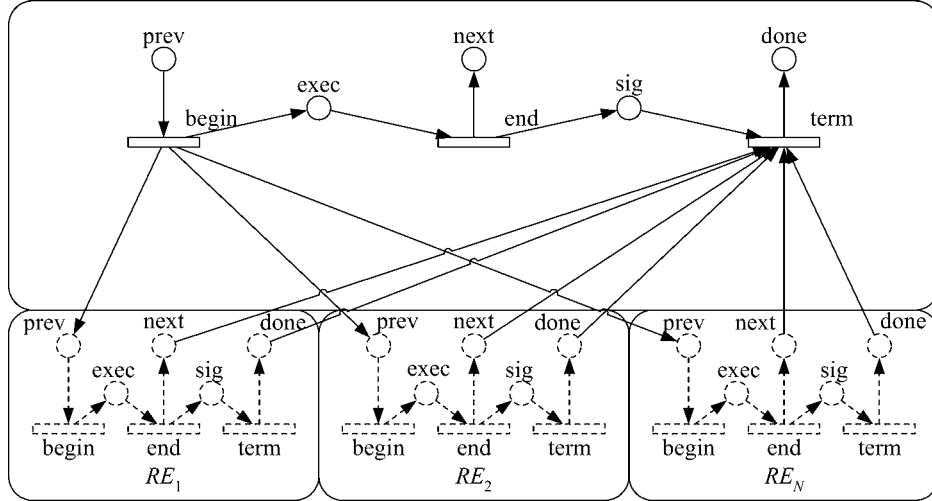 prev next done
exec sig
begin end term
prev next done prev next done prev next done
exec sig exec sig exec sig
begin end term begin end term begin end term
RE1 RE2 REN